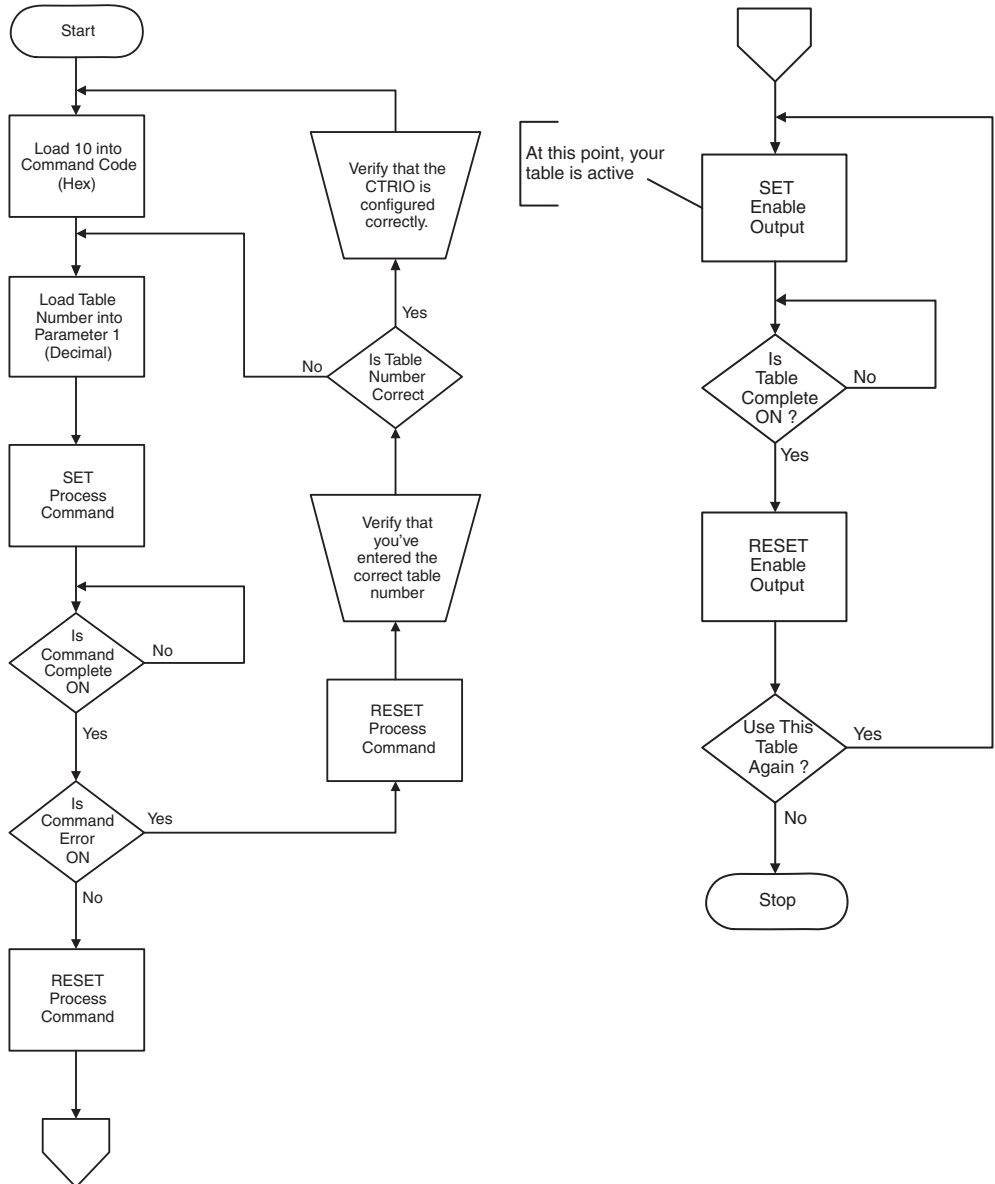 Start
Load 10 into
Command Code
(Hex)
Load Table
Number into
Parameter 1
(Decimal)
SET
Process
Command
Is
Command
Complete
ON
No
Yes
Is
Command
Error
ON
Yes
No
RESET
Process
Command
Verify that the
CTRIO is
configured
correctly.
Yes
Is Table
Number
Correct
No
Verify that
you've
entered the
correct table
number
RESET
Process
Command
At this point, your
table is active
SET
Enable
Output
Is
Table
Complete
ON ?
No
Yes
RESET
Enable
Output
Use This
Table
Again ?
Yes
No
Stop